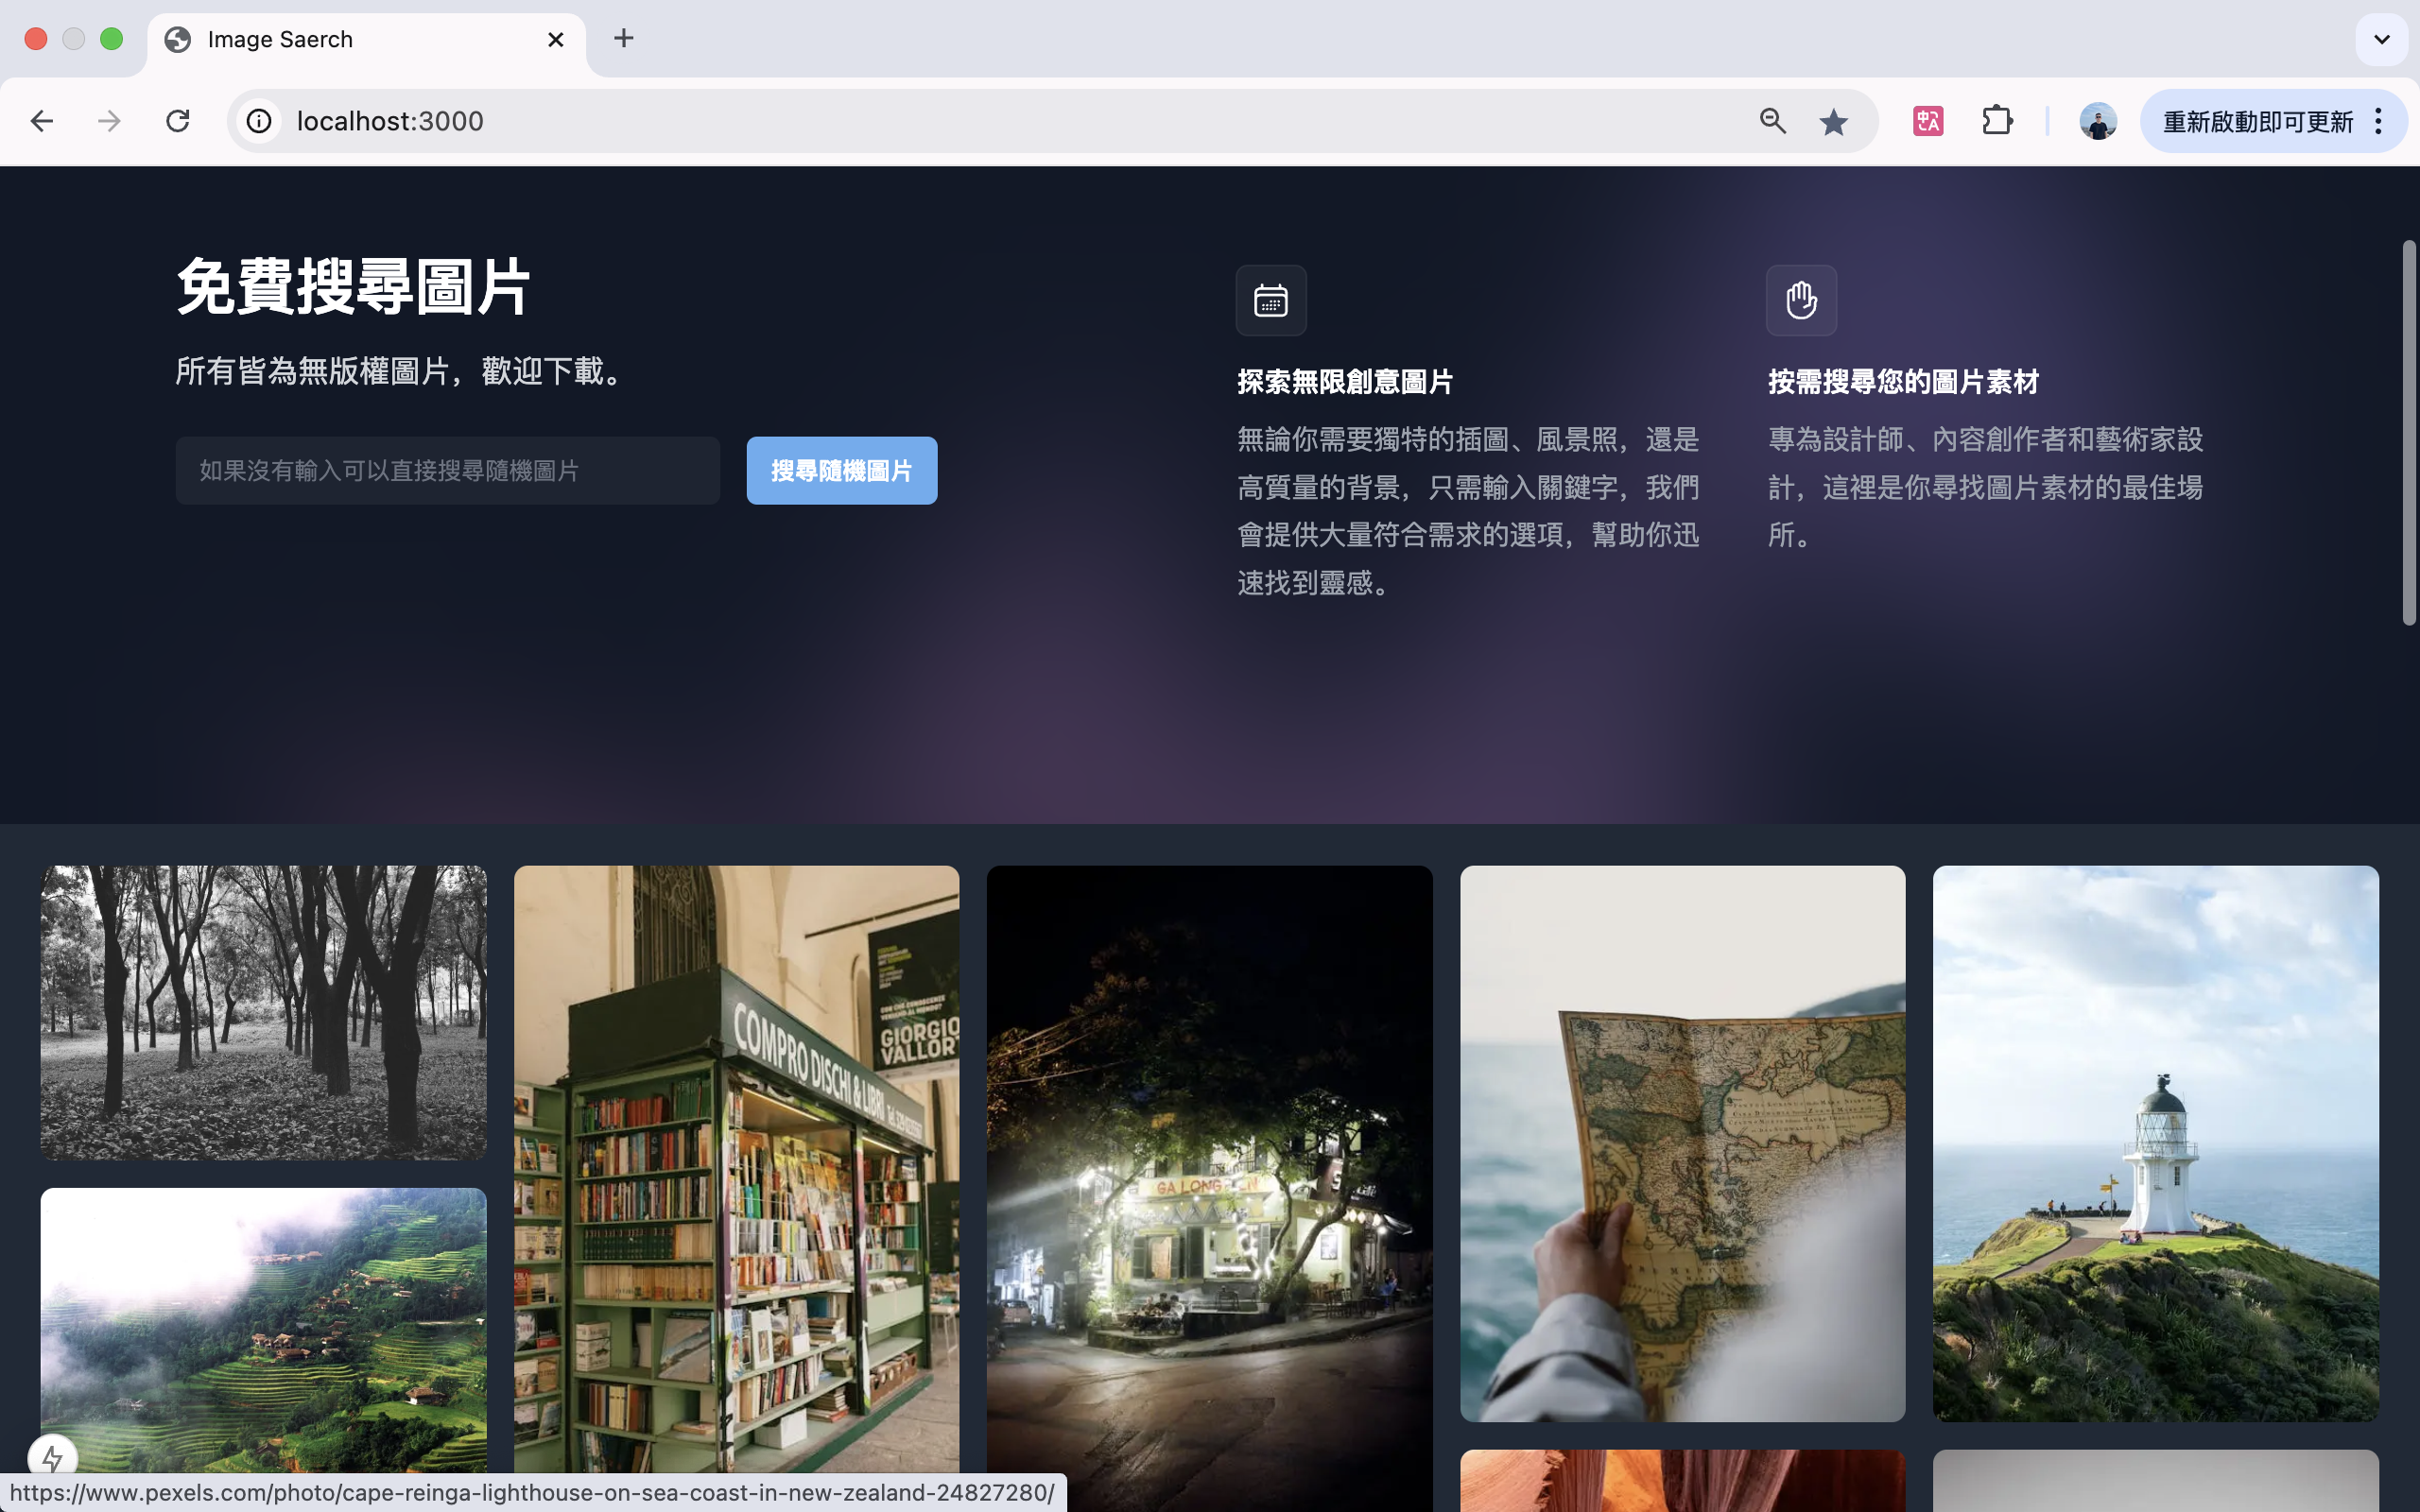 Image Saerch
localhost:3000
重新啟動即可更新
免費搜尋圖片
所有皆為無版權圖片，歡迎下載。
如果沒有輸入可以直接搜尋隨機圖片
搜尋隨機圖片
探索無限創意圖片
無論你需要獨特的插圖、風景照，還是
高質量的背景，只需輸入關鍵字，我們
會提供大量符合需求的選項，幫助你迅
速找到靈感。
按需搜尋您的圖片素材
專為設計師、內容創作者和藝術家設
計，這裡是你尋找圖片素材的最佳場
所。
GIORGIO
VALLORT
COMPRO DISCHI & LIBRI
GA LONG
https://www.pexels.com/photo/cape-reinga-lighthouse-on-sea-coast-in-new-zealand-24827280/